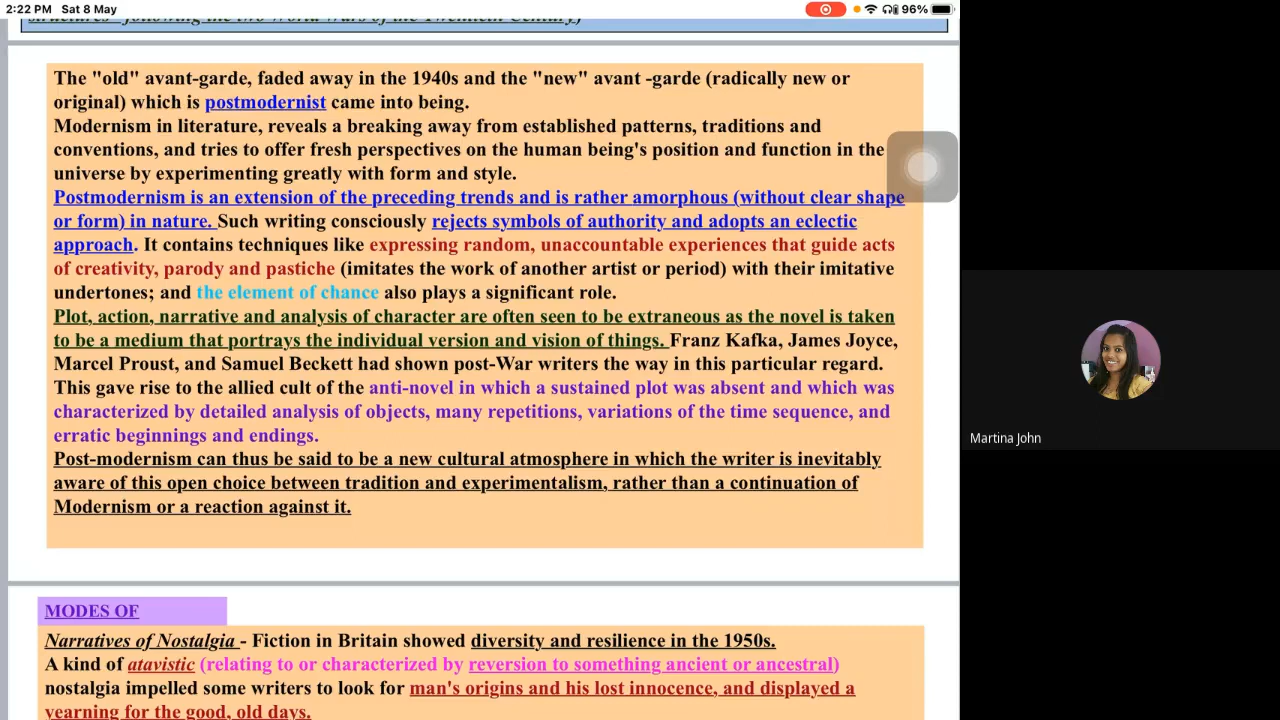 2:22 PM Sat 8 May
96%
structures" following the two World Wars of the Twentieth Century)
The "old" avant-garde, faded away in the 1940s and the "new" avant -garde (radically new or
original) which is postmodernist came into being.
Modernism in literature, reveals a breaking away from established patterns, traditions and
conventions, and tries to offer fresh perspectives on the human being's position and function in the
universe by experimenting greatly with form and style.
Postmodernism is an extension of the preceding trends and is rather amorphous (without clear shape
or form) in nature. Such writing consciously rejects symbols of authority and adopts an eclectic
approach. It contains techniques like expressing random, unaccountable experiences that guide acts
of creativity, parody and pastiche (imitates the work of another artist or period) with their imitative
undertones; and the element of chance also plays a significant role.
Plot, action, narrative and analysis of character are often seen to be extraneous as the novel is taken
to be a medium that portrays the individual version and vision of things. Franz Kafka, James Joyce,
Marcel Proust, and Samuel Beckett had shown post-War writers the way in this particular regard.
This gave rise to the allied cult of the anti-novel in which a sustained plot was absent and which was
characterized by detailed analysis of objects, many repetitions, variations of the time sequence, and
erratic beginnings and endings.
Post-modernism can thus be said to be a new cultural atmosphere in which the writer is inevitably
aware of this open choice between tradition and experimentalism, rather than a continuation of
Modernism or a reaction against it.
Martina John
MODES OF
Narratives of Nostalgia - Fiction in Britain showed diversity and resilience in the 1950s.
A kind of atavistic (relating to or characterized by reversion to something ancient or ancestral)
nostalgia impelled some writers to look for man's origins and his lost innocence, and displayed a
yearning for the good, old days.